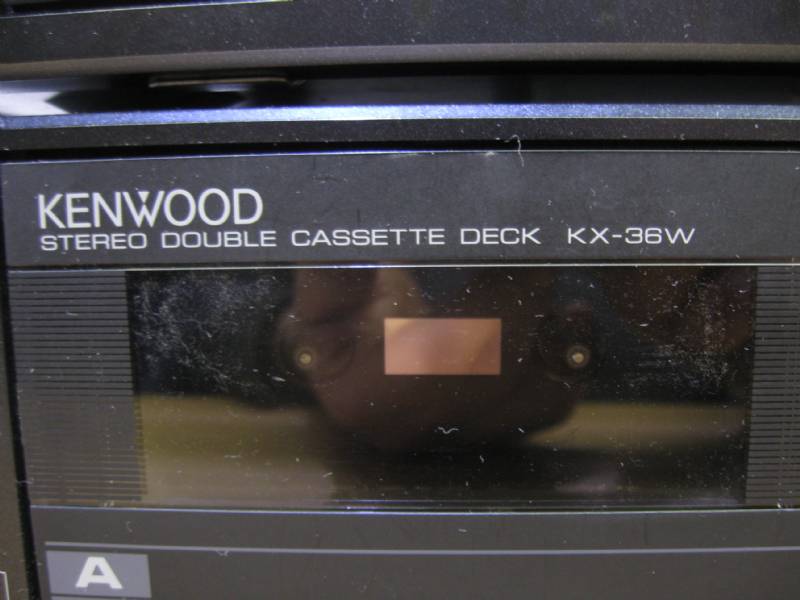 KENWOOD
STEREO DOUBLE CASSETTE DECK KX-36W
A